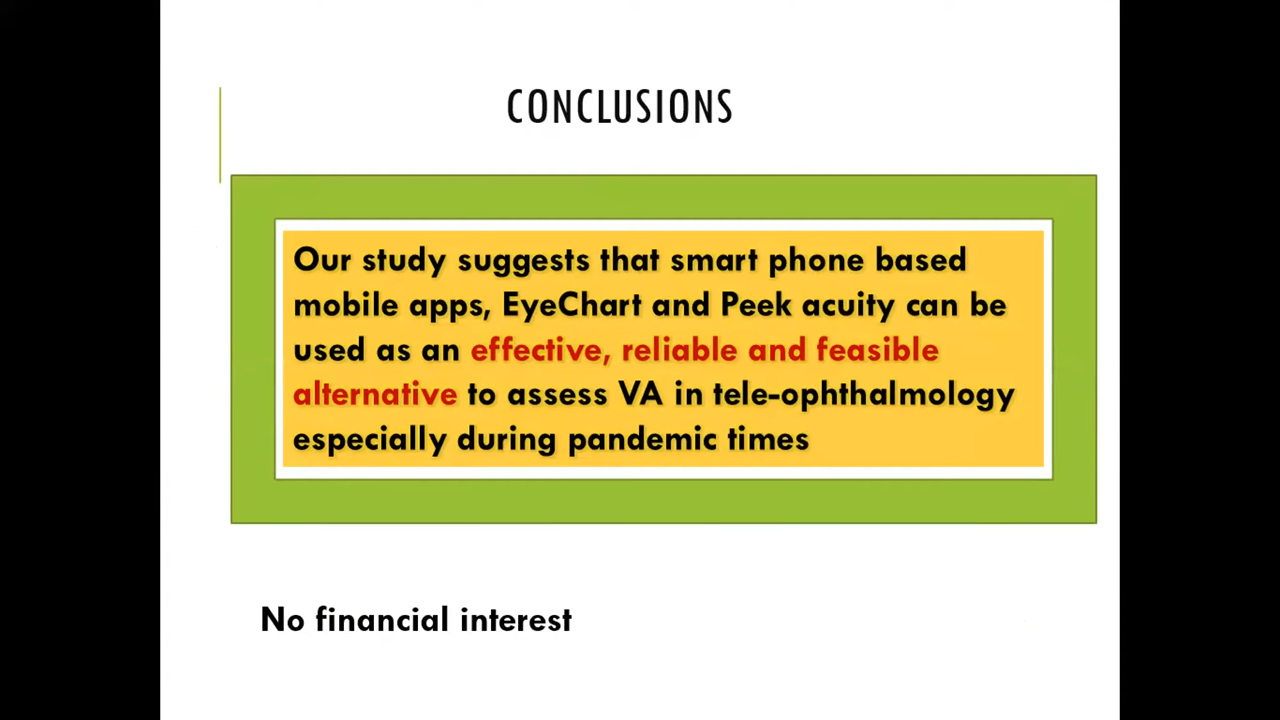 CONCLUSIONS
Our study suggests that smart phone based
mobile apps, EyeChart and Peek acuity can be
used as an effective, reliable and feasible
alternative to assess VA in tele-ophthalmology
especially during pandemic times
No financial interest